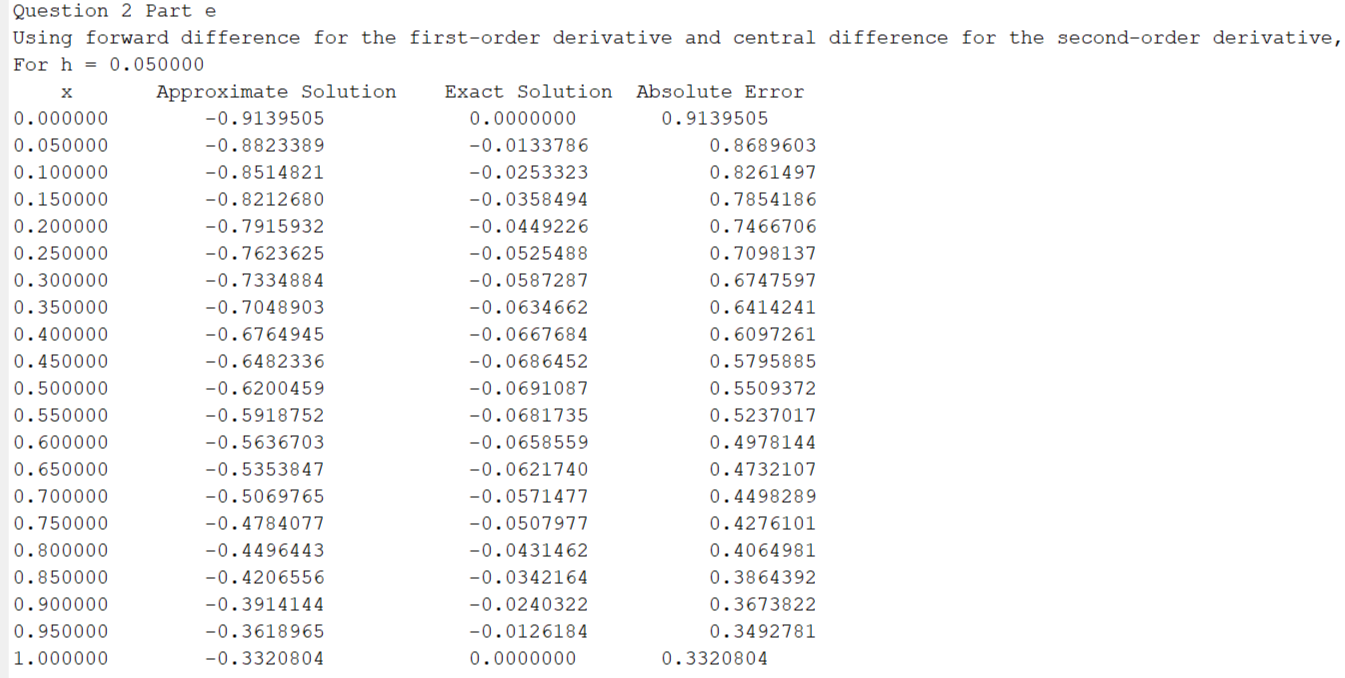 Question 2 Part e
Using forward difference for the first-order derivative and central difference for the second-order derivative,
For h = 0.050000
x Approximate Solution Exact Solution Absolute Error
0.000000 -0.9139505 0.0000000 0.9139505
0.050000 -0.8823389 -0.0133786 0.8689603
0.100000 -0.8514821 -0.0253323 0.8261497
0.150000 -0.8212680 -0.0358494 0.7854186
0.200000 -0.7915932 -0.0449226 0.7466706
0.250000 -0.7623625 -0.0525488 0.7098137
0.300000 -0.7334884 -0.0587287 0.6747597
0.350000 -0.7048903 -0.0634662 0.6414241
0.400000 -0.6764945 -0.0667684 0.6097261
0.450000 -0.6482336 -0.0686452 0.5795885
0.500000 -0.6200459 -0.0691087 0.5509372
0.550000 -0.5918752 -0.0681735 0.5237017
0.600000 -0.5636703 -0.0658559 0.4978144
0.650000 -0.5353847 -0.0621740 0.4732107
0.700000 -0.5069765 -0.0571477 0.4498289
0.750000 -0.4784077 -0.0507977 0.4276101
0.800000 -0.4496443 -0.0431462 0.4064981
0.850000 -0.4206556 -0.0342164 0.3864392
0.900000 -0.3914144 -0.0240322 0.3673822
0.950000 -0.3618965 -0.0126184 0.3492781
1.000000 -0.3320804 0.0000000 0.3320804